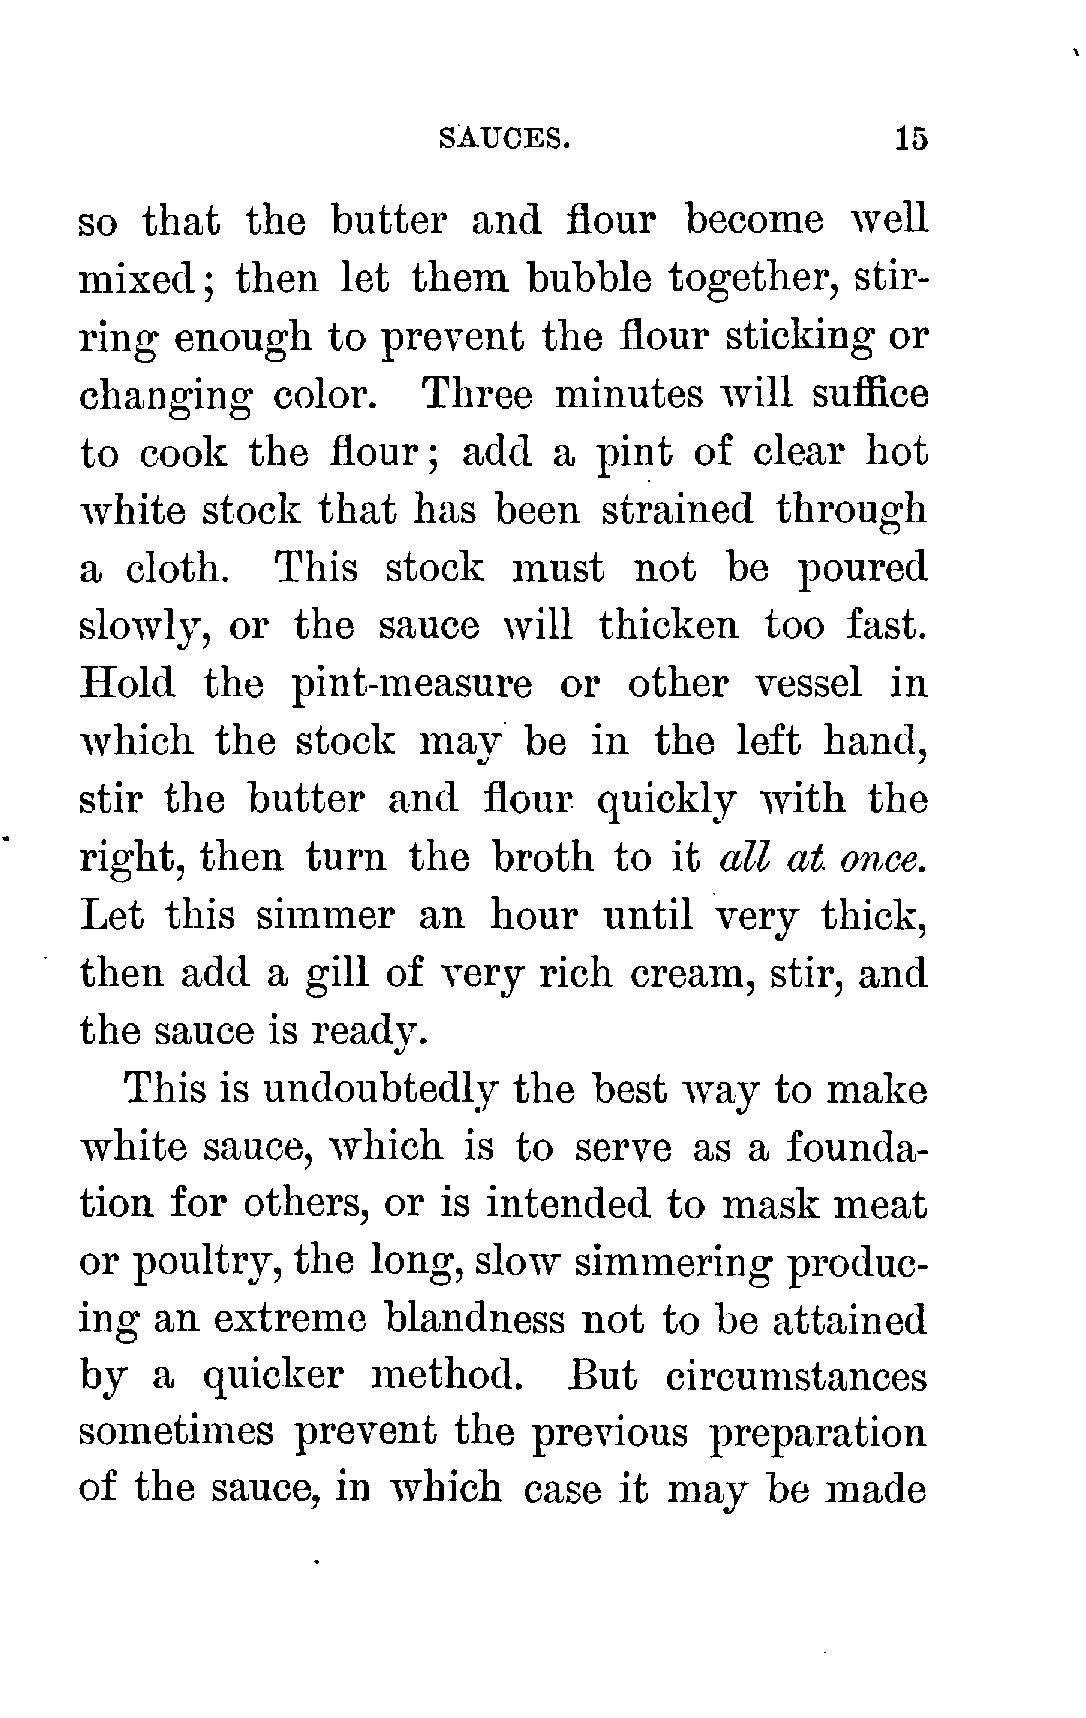 SAUCES. 15
so that the butter and flour become well
mixed; then let them bubble together, stir-
ring enough to prevent the flour sticking or
changing color. Three minutes will suffice
to cook the flour; add a pint of clear hot
white stock that has been strained through
a cloth. This stock must not be poured
slowly, or the sauce will thicken too fast.
Hold the pint-measure or other vessel in
which the stock may be in the left hand,
stir the butter and flour quickly with the
right, then turn the broth to it all at once.
Let this simmer an hour until very thick,
then add a gill of very rich cream, stir, and
the sauce is ready.
This is undoubtedly the best way to make
white sauce, which is to serve as a founda-
tion for others, or is intended to mask meat
or poultry, the long, slow simmering produc-
ing an extreme blandness not to be attained
by a quicker method. But circumstances
sometimes prevent the previous preparation
of the sauce, in which case it may be made